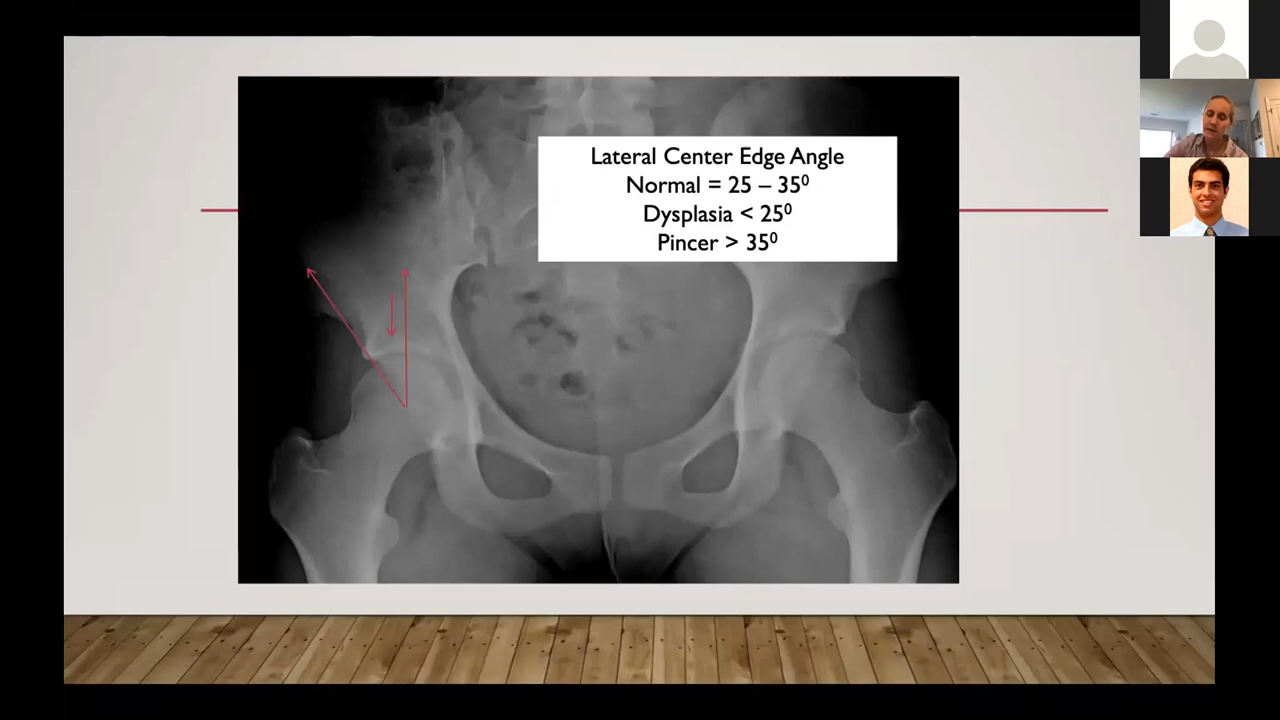 Lateral Center Edge Angle
Normal = 25 – 35⁰
Dysplasia < 25⁰
Pincer > 35⁰